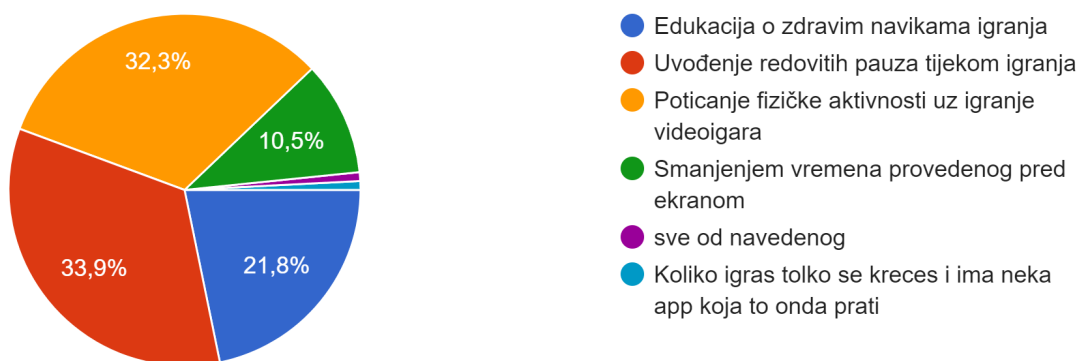 32,3%
10,5%
33,9%
21,8%
Edukacija o zdravim navikama igranja
Uvođenje redovitih pauza tijekom igranja
Poticanje fizičke aktivnosti uz igranje
videoigara
Smanjenjem vremena provedenog pred
ekranom
sve od navedenog
Koliko igras tolko se kreces i ima neka
app koja to onda prati